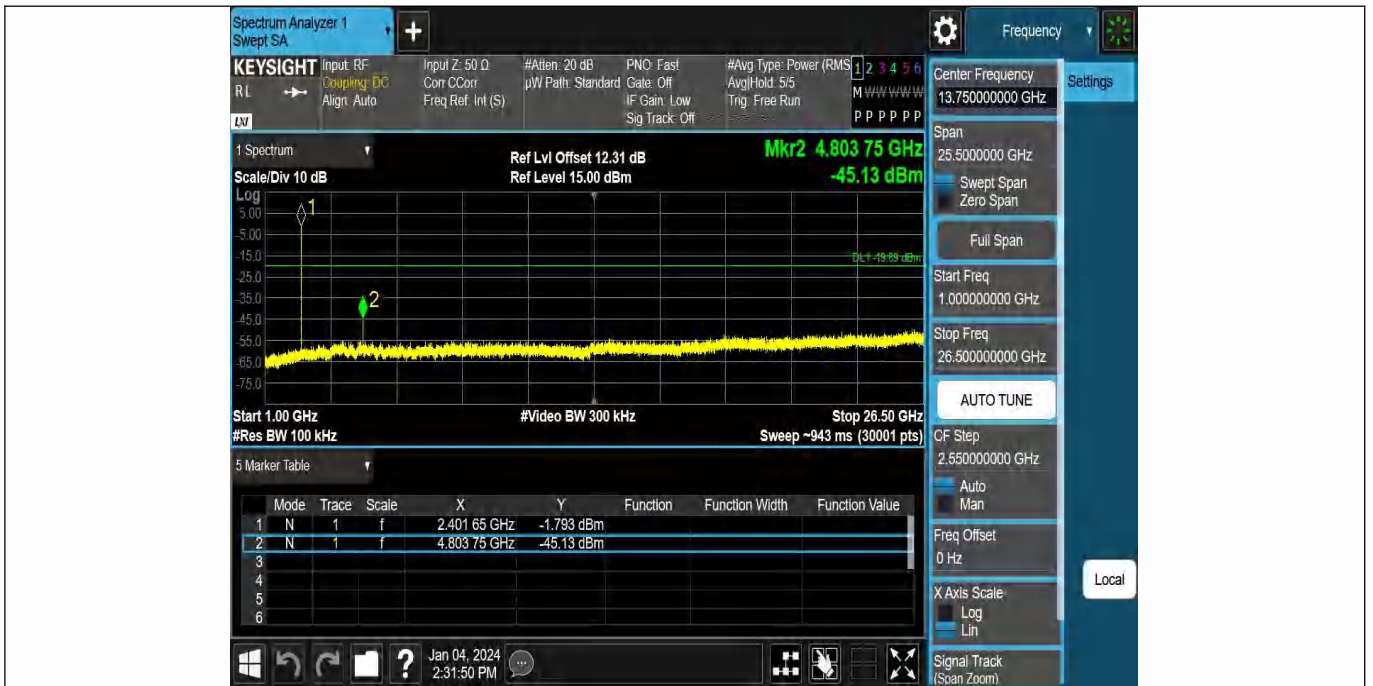 Spectrum Analyzer 1
Swept SA
+
Frequency
KEYSIGHT
RL
LXI
Input: RF
Coupling: DC
Align: Auto
Input Z: 50 Ω
Corr CCorr
Freq Ref: Int (S)
#Atten: 20 dB
µW Path: Standard
PNO: Fast
Gate: Off
IF Gain: Low
Sig Track: Off
#Avg Type: Power (RMS
Avg|Hold: 5/5
Trig: Free Run
1 2 3 4 5 6
M W W W W W
P P P P P P
1 Spectrum
Scale/Div 10 dB
Ref Lvl Offset 12.31 dB
Ref Level 15.00 dBm
Mkr2 4.803 75 GHz
-45.13 dBm
Log
5.00
-5.00
-15.0
-25.0
-35.0
-45.0
-55.0
-65.0
-75.0
1
2
DL1 -19.89 dBm
Start 1.00 GHz
#Video BW 300 kHz
Stop 26.50 GHz
#Res BW 100 kHz
Sweep ~943 ms (30001 pts)
5 Marker Table
Mode Trace Scale X Y Function Function Width Function Value
1 N 1 f 2.401 65 GHz -1.793 dBm
2 N 1 f 4.803 75 GHz -45.13 dBm
3
4
5
6
?
Jan 04, 2024
2:31:50 PM
Center Frequency
13.750000000 GHz
Settings
Span
25.5000000 GHz
Swept Span
Zero Span
Full Span
Start Freq
1.000000000 GHz
Stop Freq
26.500000000 GHz
AUTO TUNE
CF Step
2.550000000 GHz
Auto
Man
Freq Offset
0 Hz
Local
X Axis Scale
Log
Lin
Signal Track
(Span Zoom)